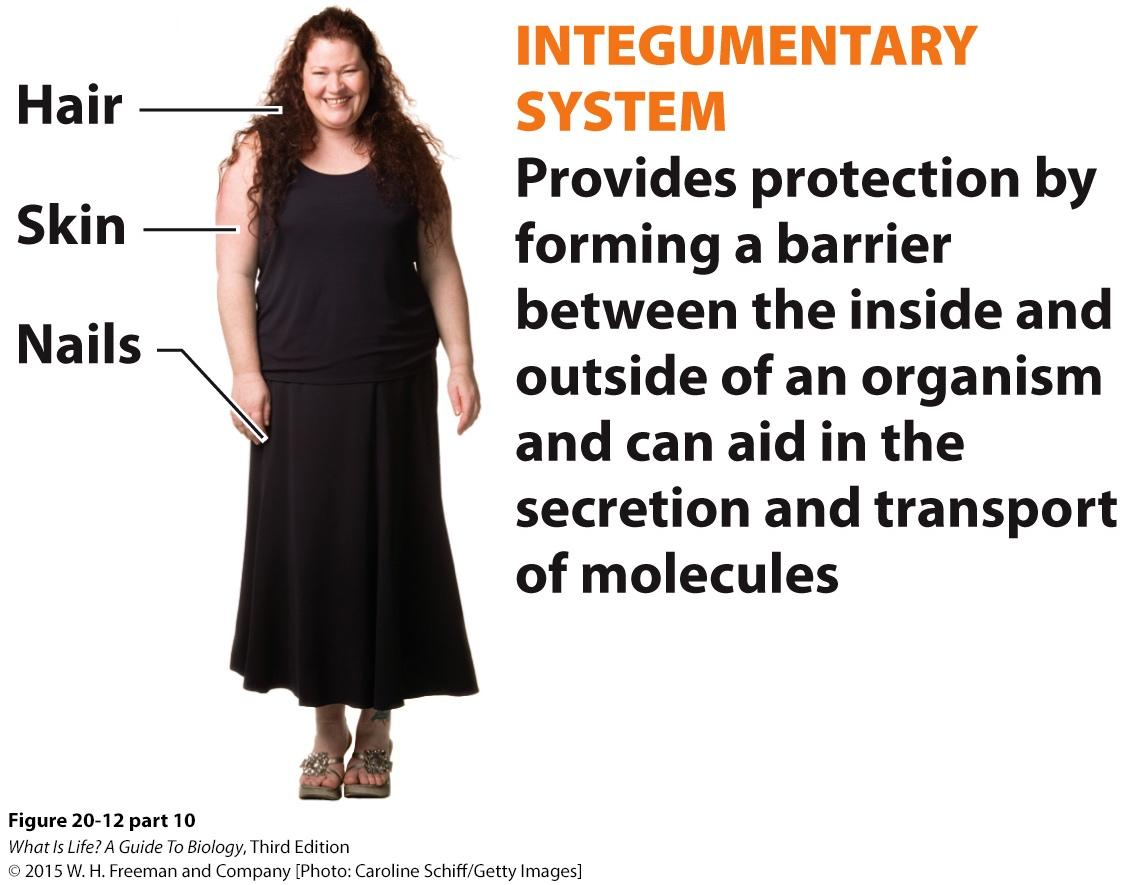 Hair
Skin
Nails
INTEGUMENTARY
SYSTEM
Provides protection by
forming a barrier
between the inside and
outside of an organism
and can aid in the
secretion and transport
of molecules
Figure 20-12 part 10
What Is Life? A Guide To Biology, Third Edition
© 2015 W. H. Freeman and Company [Photo: Caroline Schiff/Getty Images]